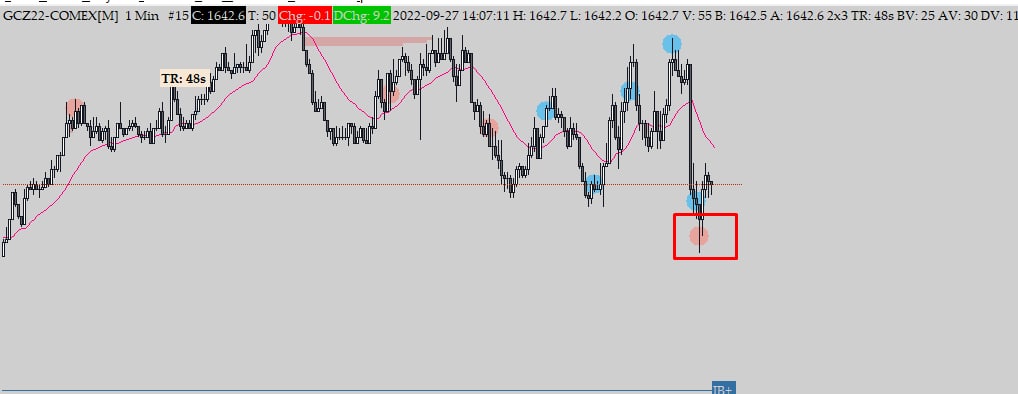 GCZ22-COMEX[M] 1 Min #15 C: 1642.6 T: 50 Chg: -0.1 DChg: 9.2 2022-09-27 14:07:11 H: 1642.7 L: 1642.2 O: 1642.7 V: 55 B: 1642.5 A: 1642.6 2x3 TR: 48s BV: 25 AV: 30 DV: 11
TR: 48s
IB+